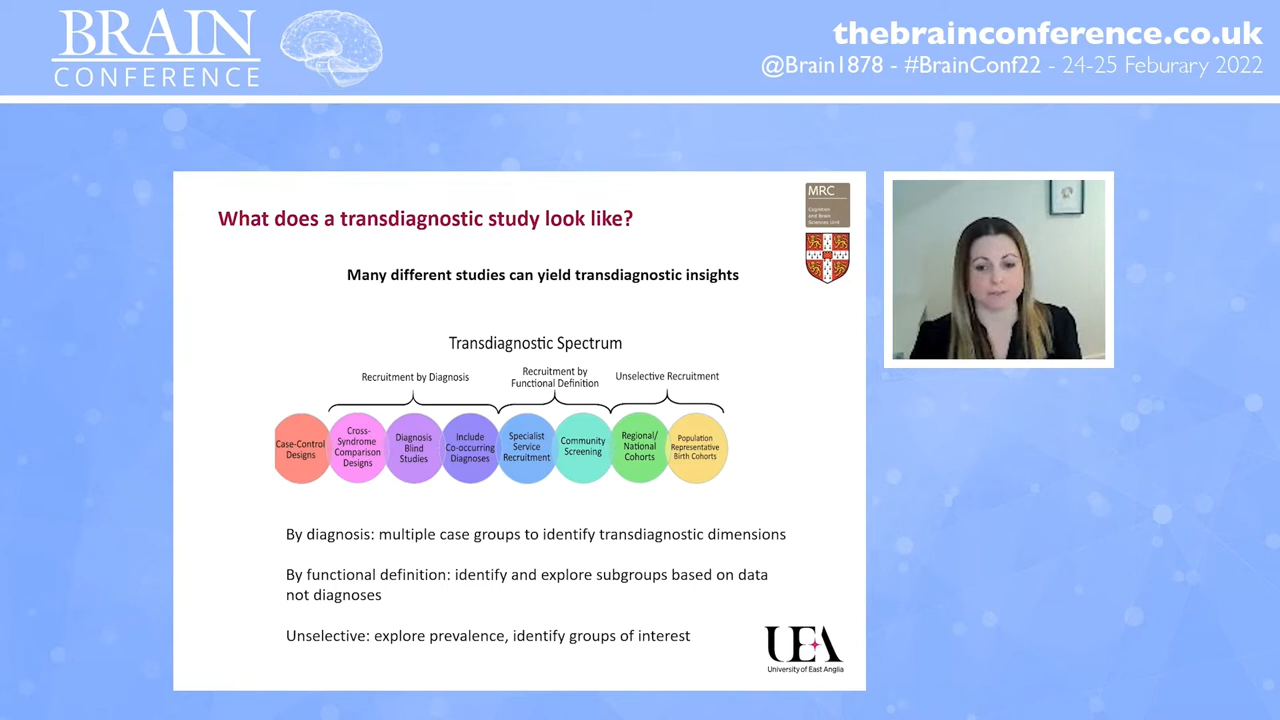 BRAIN
CONFERENCE
thebrainconference.co.uk
@Brain1878 - #BrainConf22 - 24-25 Feburary 2022
What does a transdiagnostic study look like?
MRC
Cognition
and Brain
Sciences Unit
Many different studies can yield transdiagnostic insights
Transdiagnostic Spectrum
Recruitment by Diagnosis
Recruitment by
Functional Definition
Unselective Recruitment
Case-Control
Designs
Cross-
Syndrome
Comparison
Designs
Diagnosis
Blind
Studies
Include
Co-occurring
Diagnoses
Specialist
Service
Recruitment
Community
Screening
Regional/
National
Cohorts
Population
Representative
Birth Cohorts
By diagnosis: multiple case groups to identify transdiagnostic dimensions
By functional definition: identify and explore subgroups based on data
not diagnoses
Unselective: explore prevalence, identify groups of interest
UEA
University of East Anglia